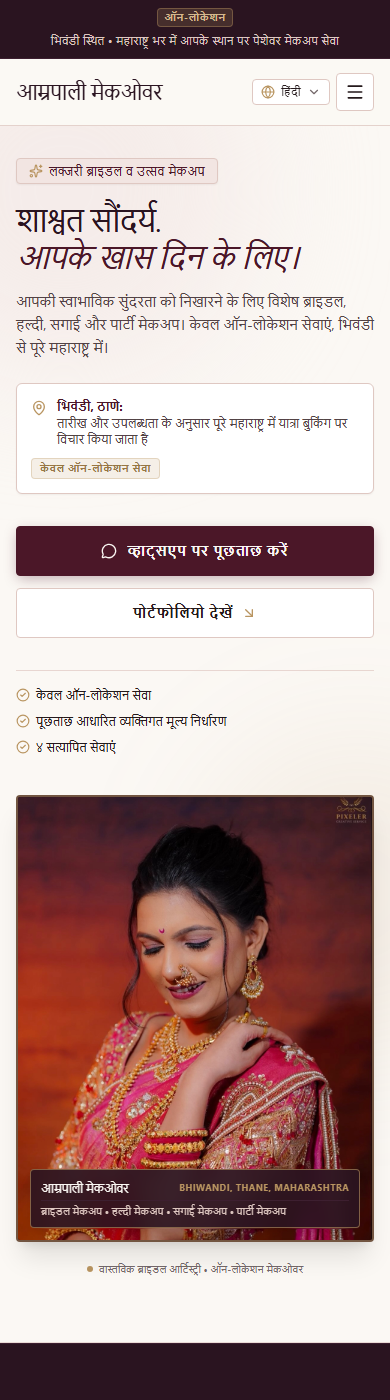 ऑन-लोकेशन
भिवंडी स्थित • महाराष्ट्र भर में आपके स्थान पर पेशेवर मेकअप सेवा
आम्रपाली मेकओवर
हिंदी
लक्जरी ब्राइडल व उत्सव मेकअप
शाश्वत सौंदर्य.
आपके खास दिन के लिए।
आपकी स्वाभाविक सुंदरता को निखारने के लिए विशेष ब्राइडल,
हल्दी, सगाई और पार्टी मेकअप। केवल ऑन-लोकेशन सेवाएं, भिवंडी
से पूरे महाराष्ट्र में।
भिवंडी, ठाणे:
तारीख और उपलब्धता के अनुसार पूरे महाराष्ट्र में यात्रा बुकिंग पर
विचार किया जाता है
केवल ऑन-लोकेशन सेवा
व्हाट्सएप पर पूछताछ करें
पोर्टफोलियो देखें
केवल ऑन-लोकेशन सेवा
पूछताछ आधारित व्यक्तिगत मूल्य निर्धारण
४ सत्यापित सेवाएं
PIXELER
आम्रपाली मेकओवर
BHIWANDI, THANE, MAHARASHTRA
ब्राइडल मेकअप • हल्दी मेकअप • सगाई मेकअप • पार्टी मेकअप
वास्तविक ब्राइडल आर्टिस्ट्री • ऑन-लोकेशन मेकओवर